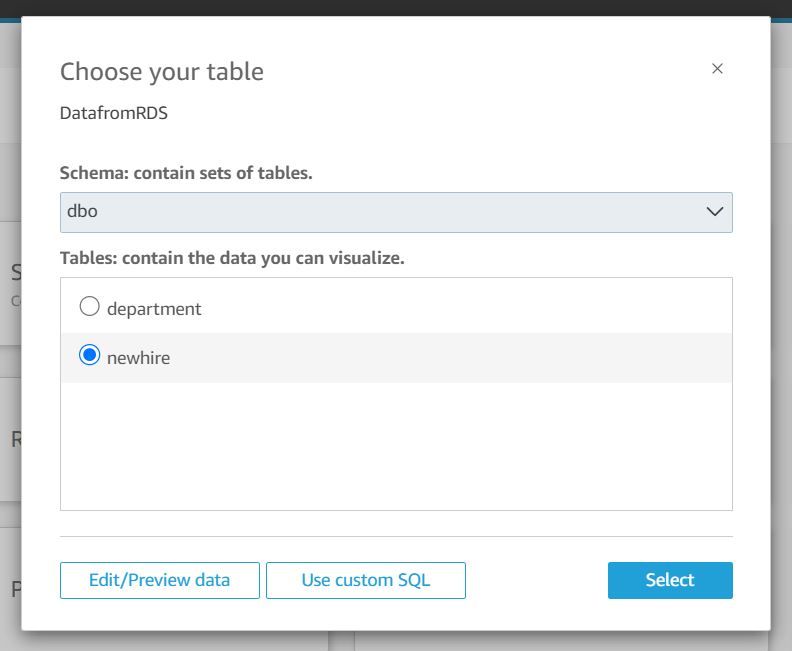 Choose your table
DatafromRDS
Schema: contain sets of tables.
dbo
Tables: contain the data you can visualize.
department
newhire
Edit/Preview data
Use custom SQL
Select